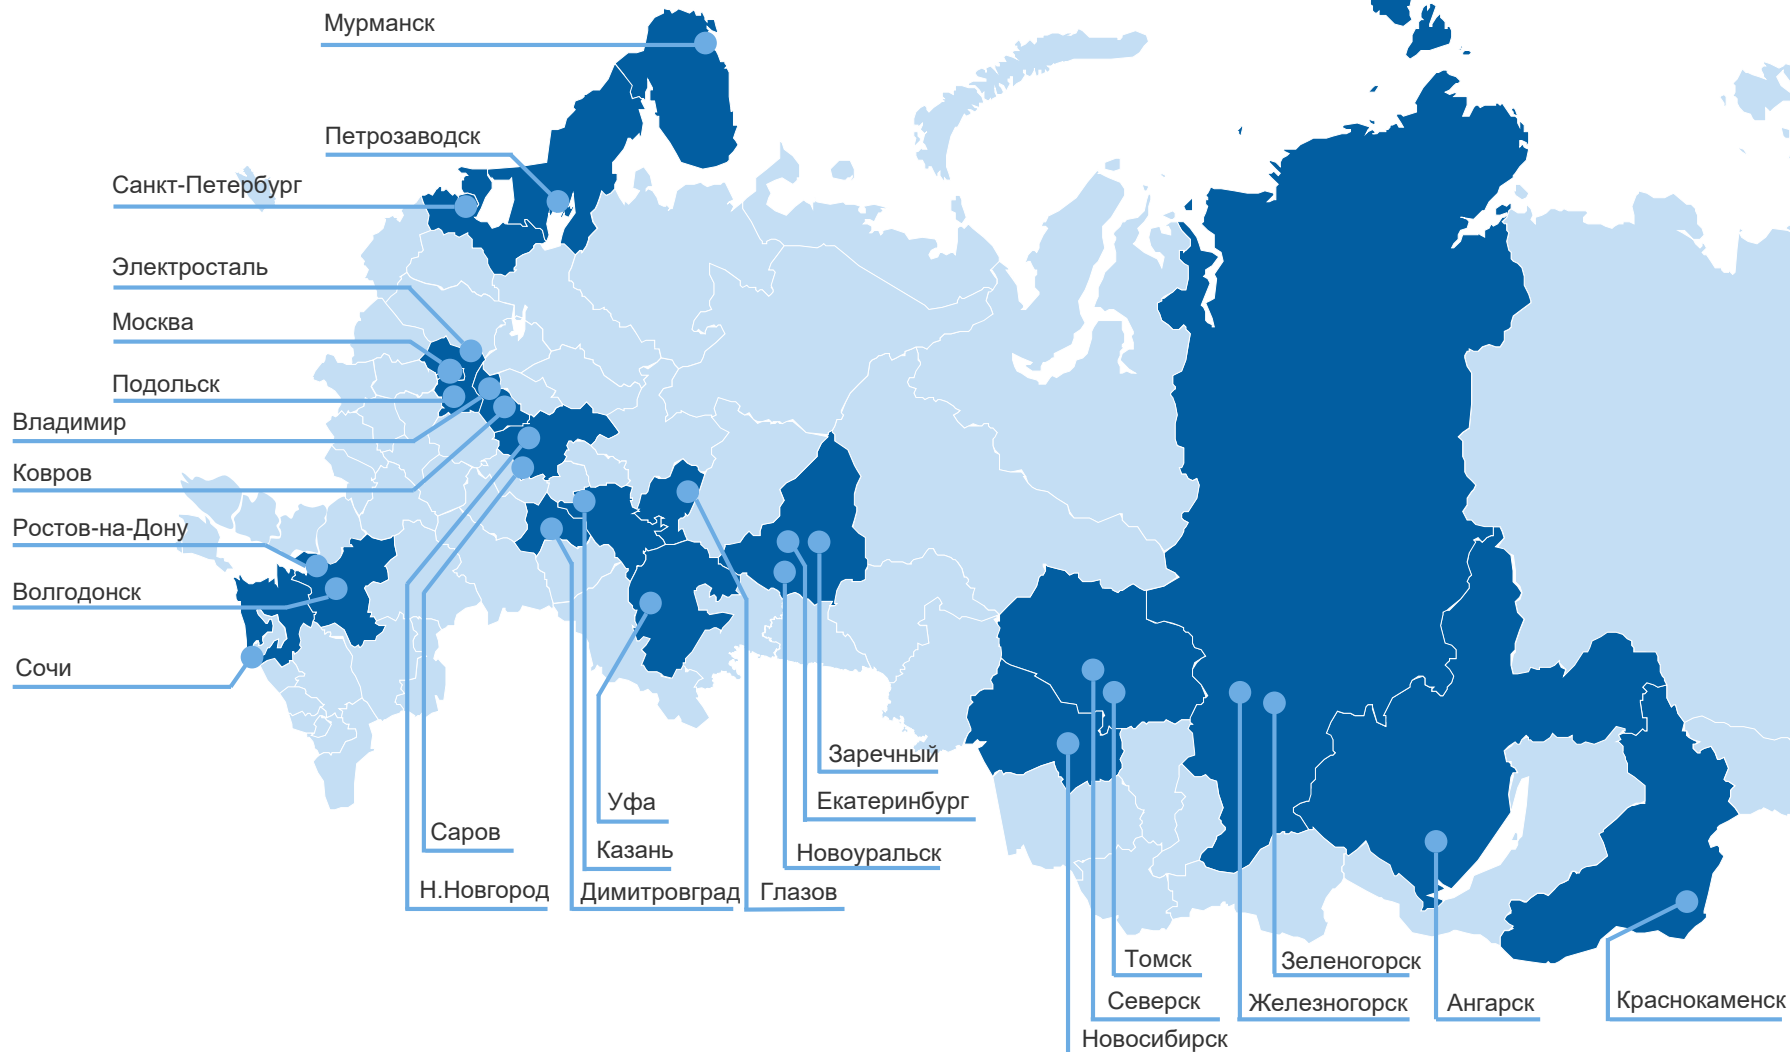 Мурманск
Петрозаводск
Санкт-Петербург
Электросталь
Москва
Подольск
Владимир
Ковров
Ростов-на-Дону
Волгодонск
Сочи
Заречный
Екатеринбург
Уфа
Саров
Казань
Новоуральск
Н.Новгород
Димитровград
Глазов
Томск
Зеленогорск
Северск
Железногорск
Ангарск
Краснокаменск
Новосибирск